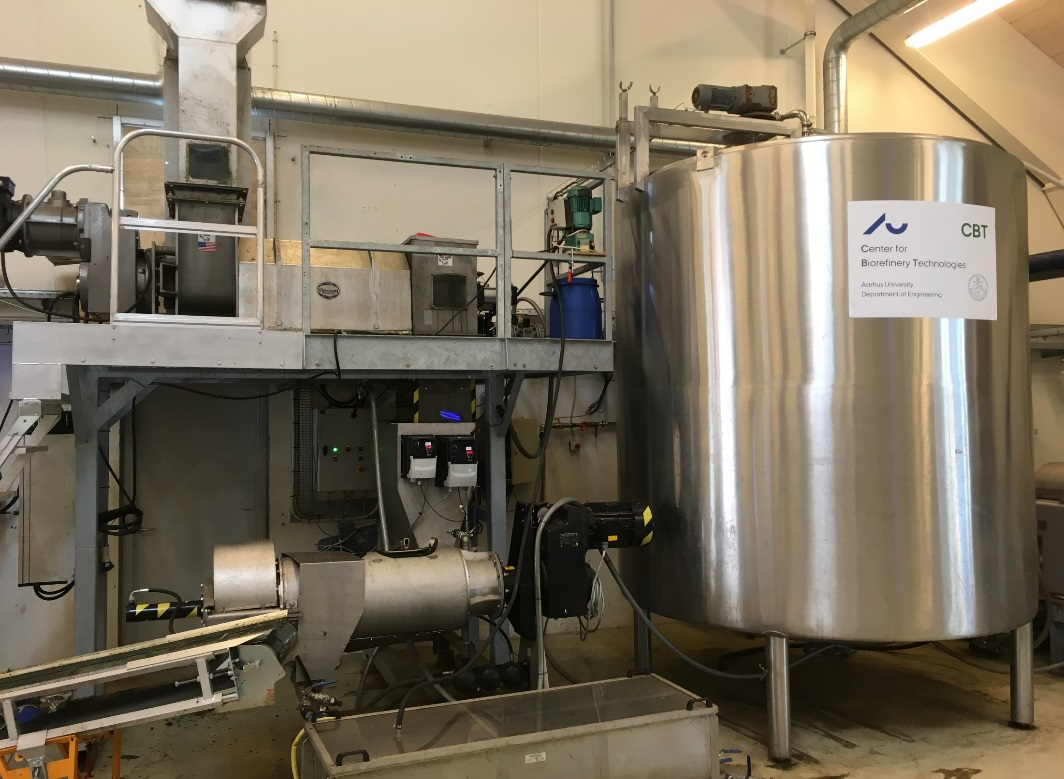 CBT
Center for
Biorefinery Technologies
Aarhus University
Department of Engineering